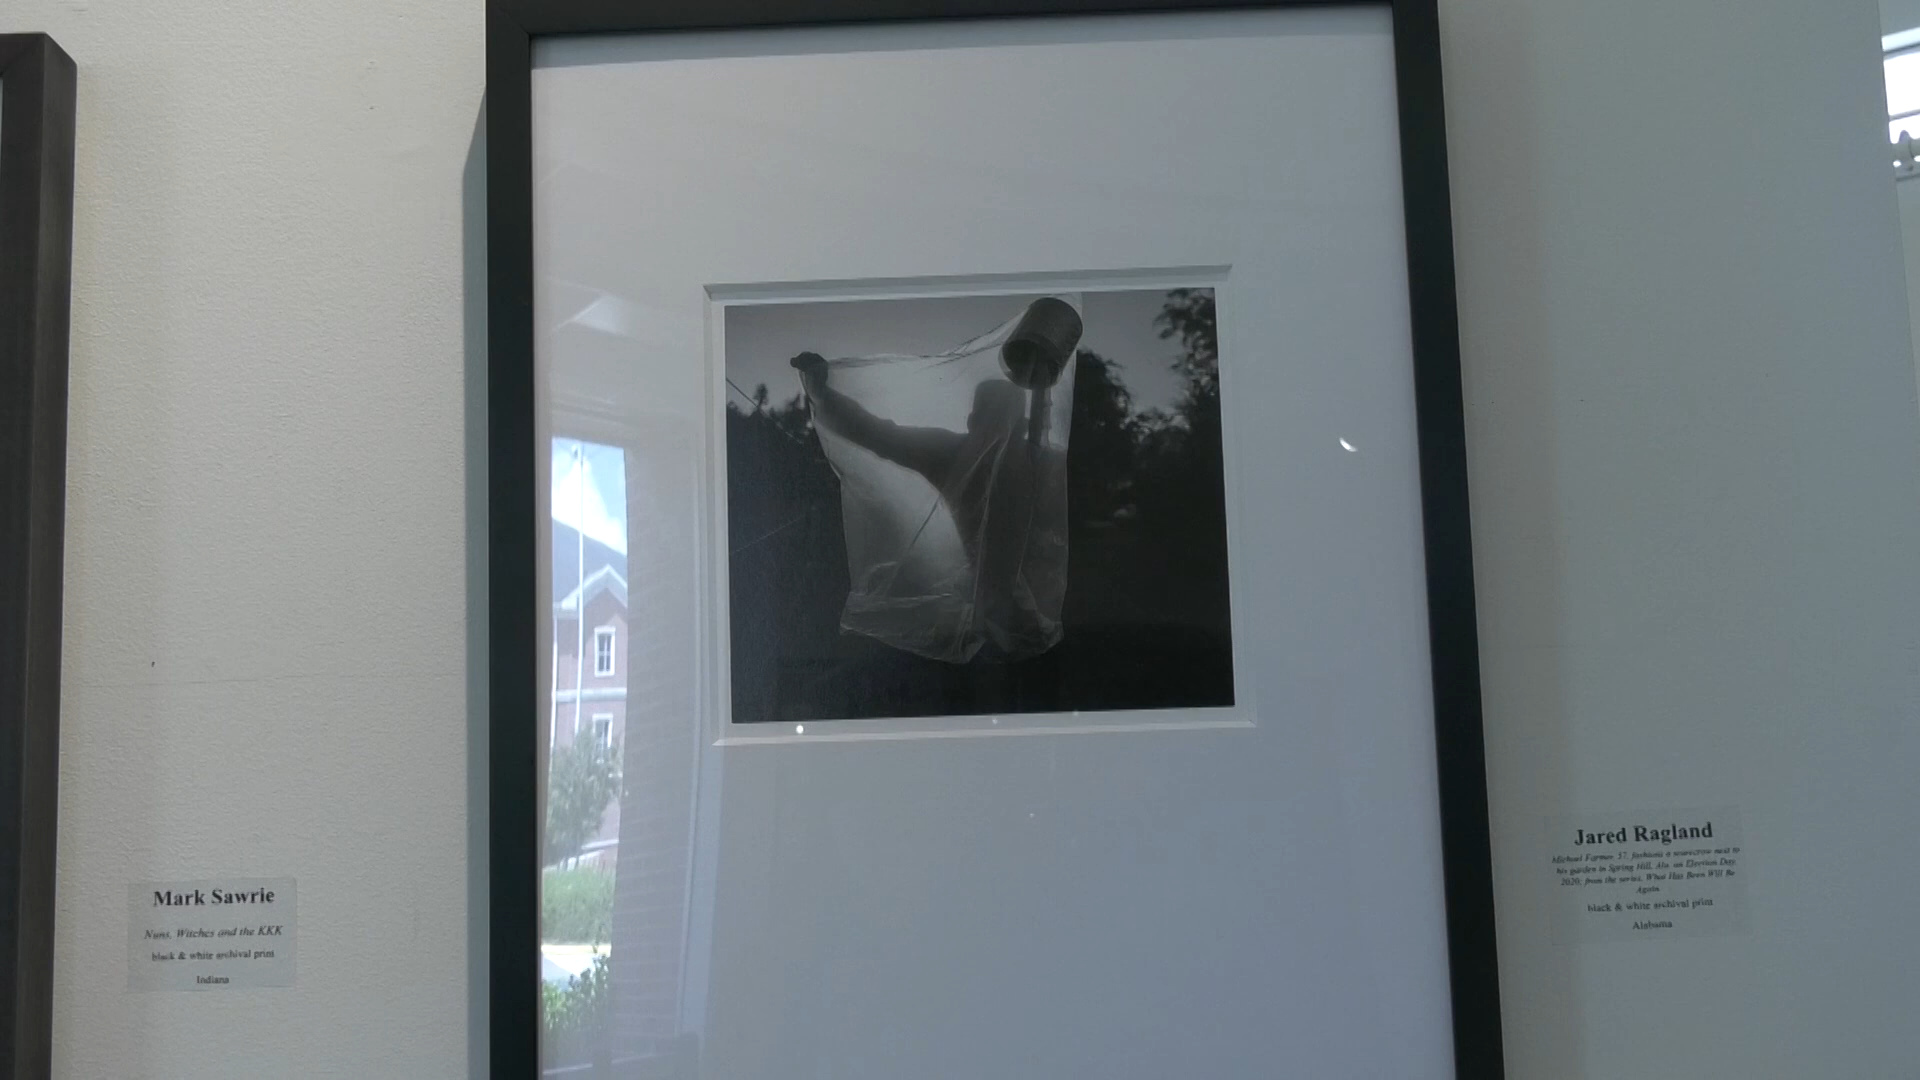 Mark Sawrie
Nuns, Witches and the KKK
black & white archival print
Indiana
Jared Ragland
Michael Farmer, 57, fashions a scarecrow next to
his garden in Spring Hill, Ala. on Election Day,
2020; from the series, What Has Been Will Be
Again
black & white archival print
Alabama